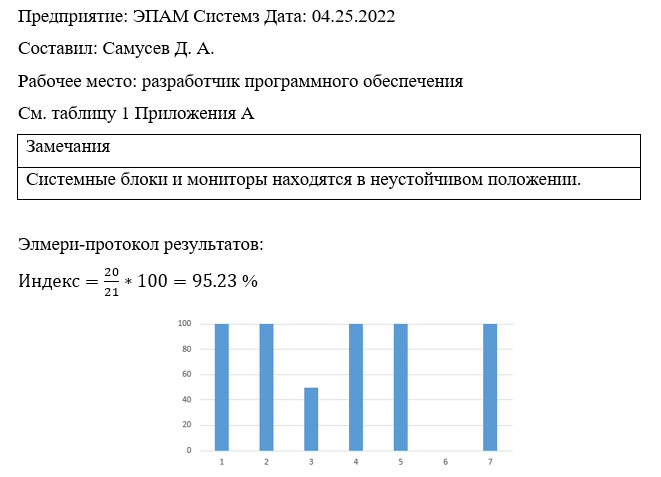 Предприятие: ЭПАМ Системз Дата: 04.25.2022
Составил: Самусев Д. А.
Рабочее место: разработчик программного обеспечения
См. таблицу 1 Приложения А
Замечания
Системные блоки и мониторы находятся в неустойчивом положении.
Элмери-протокол результатов:
Индекс = 20/21 * 100 = 95.23 %
100
80
60
40
20
0
1 2 3 4 5 6 7